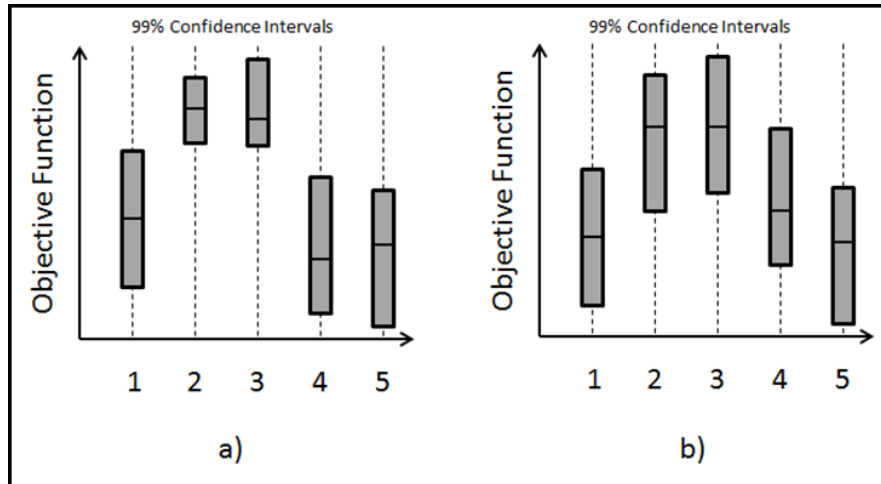 99% Confidence Intervals
Objective Function
1 2 3 4 5
a)
99% Confidence Intervals
Objective Function
1 2 3 4 5
b)